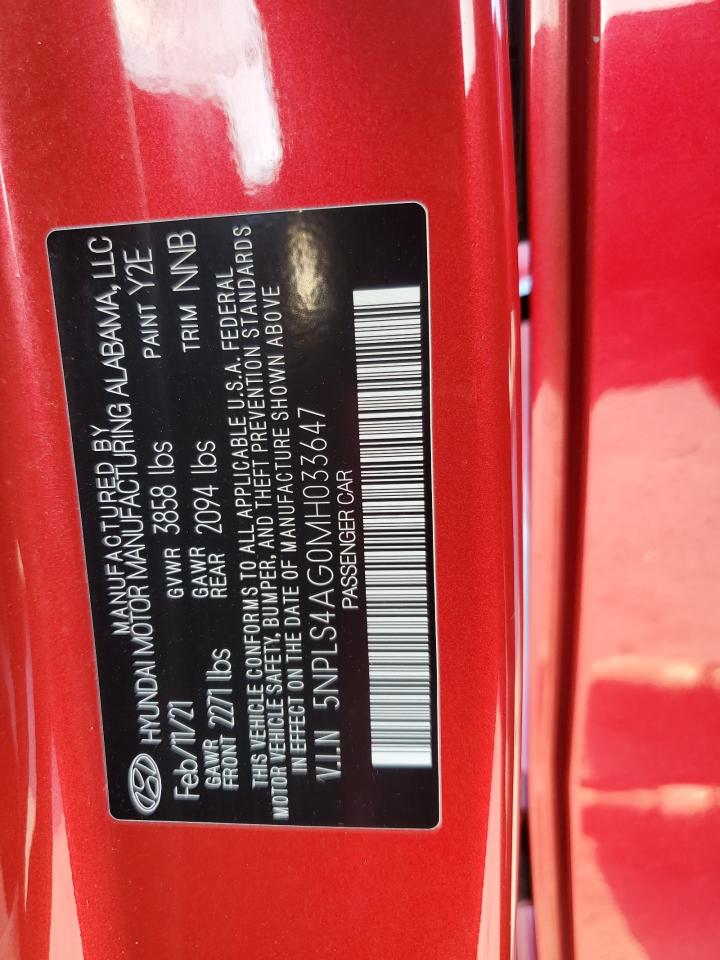 MANUFACTURED BY
HYUNDAI MOTOR MANUFACTURING ALABAMA, LLC
Feb/11/21 GVWR 3858 lbs PAINT Y2E
GAWR FRONT 2271 lbs GAWR REAR 2094 lbs TRIM NNB
THIS VEHICLE CONFORMS TO ALL APPLICABLE U.S.A. FEDERAL
MOTOR VEHICLE SAFETY, BUMPER, AND THEFT PREVENTION STANDARDS
IN EFFECT ON THE DATE OF MANUFACTURE SHOWN ABOVE
V.I.N 5NPLS4AG0MH033647
PASSENGER CAR